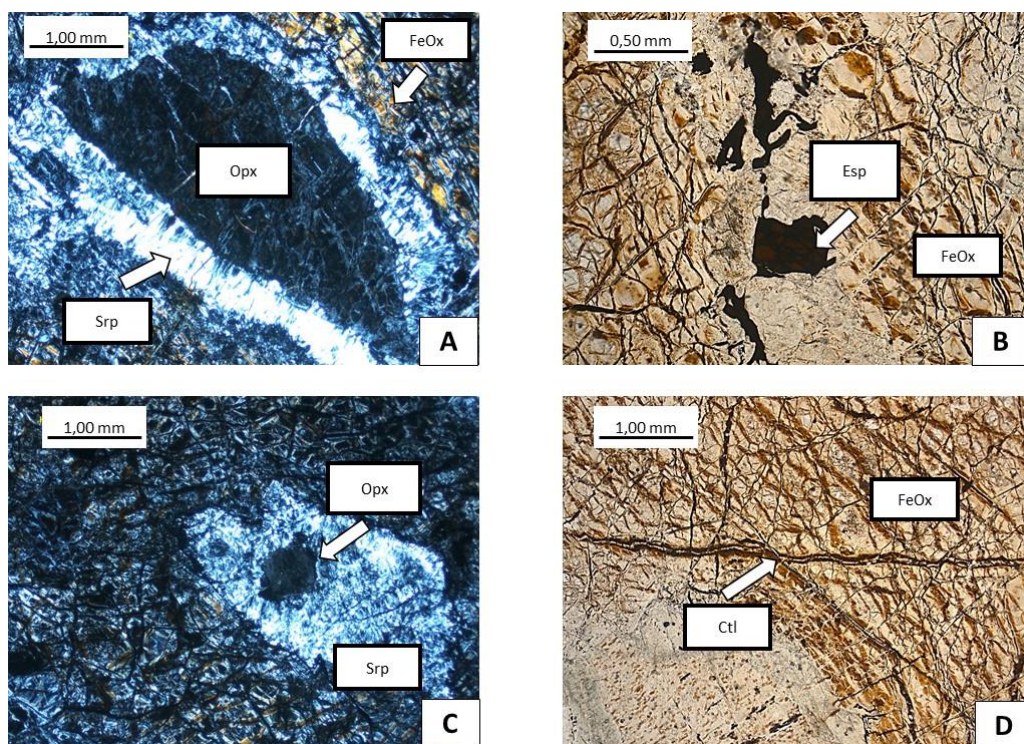 1,00 mm
FeOx
Opx
Srp
A
0,50 mm
Esp
FeOx
B
1,00 mm
Opx
Srp
C
1,00 mm
FeOx
Ctl
D